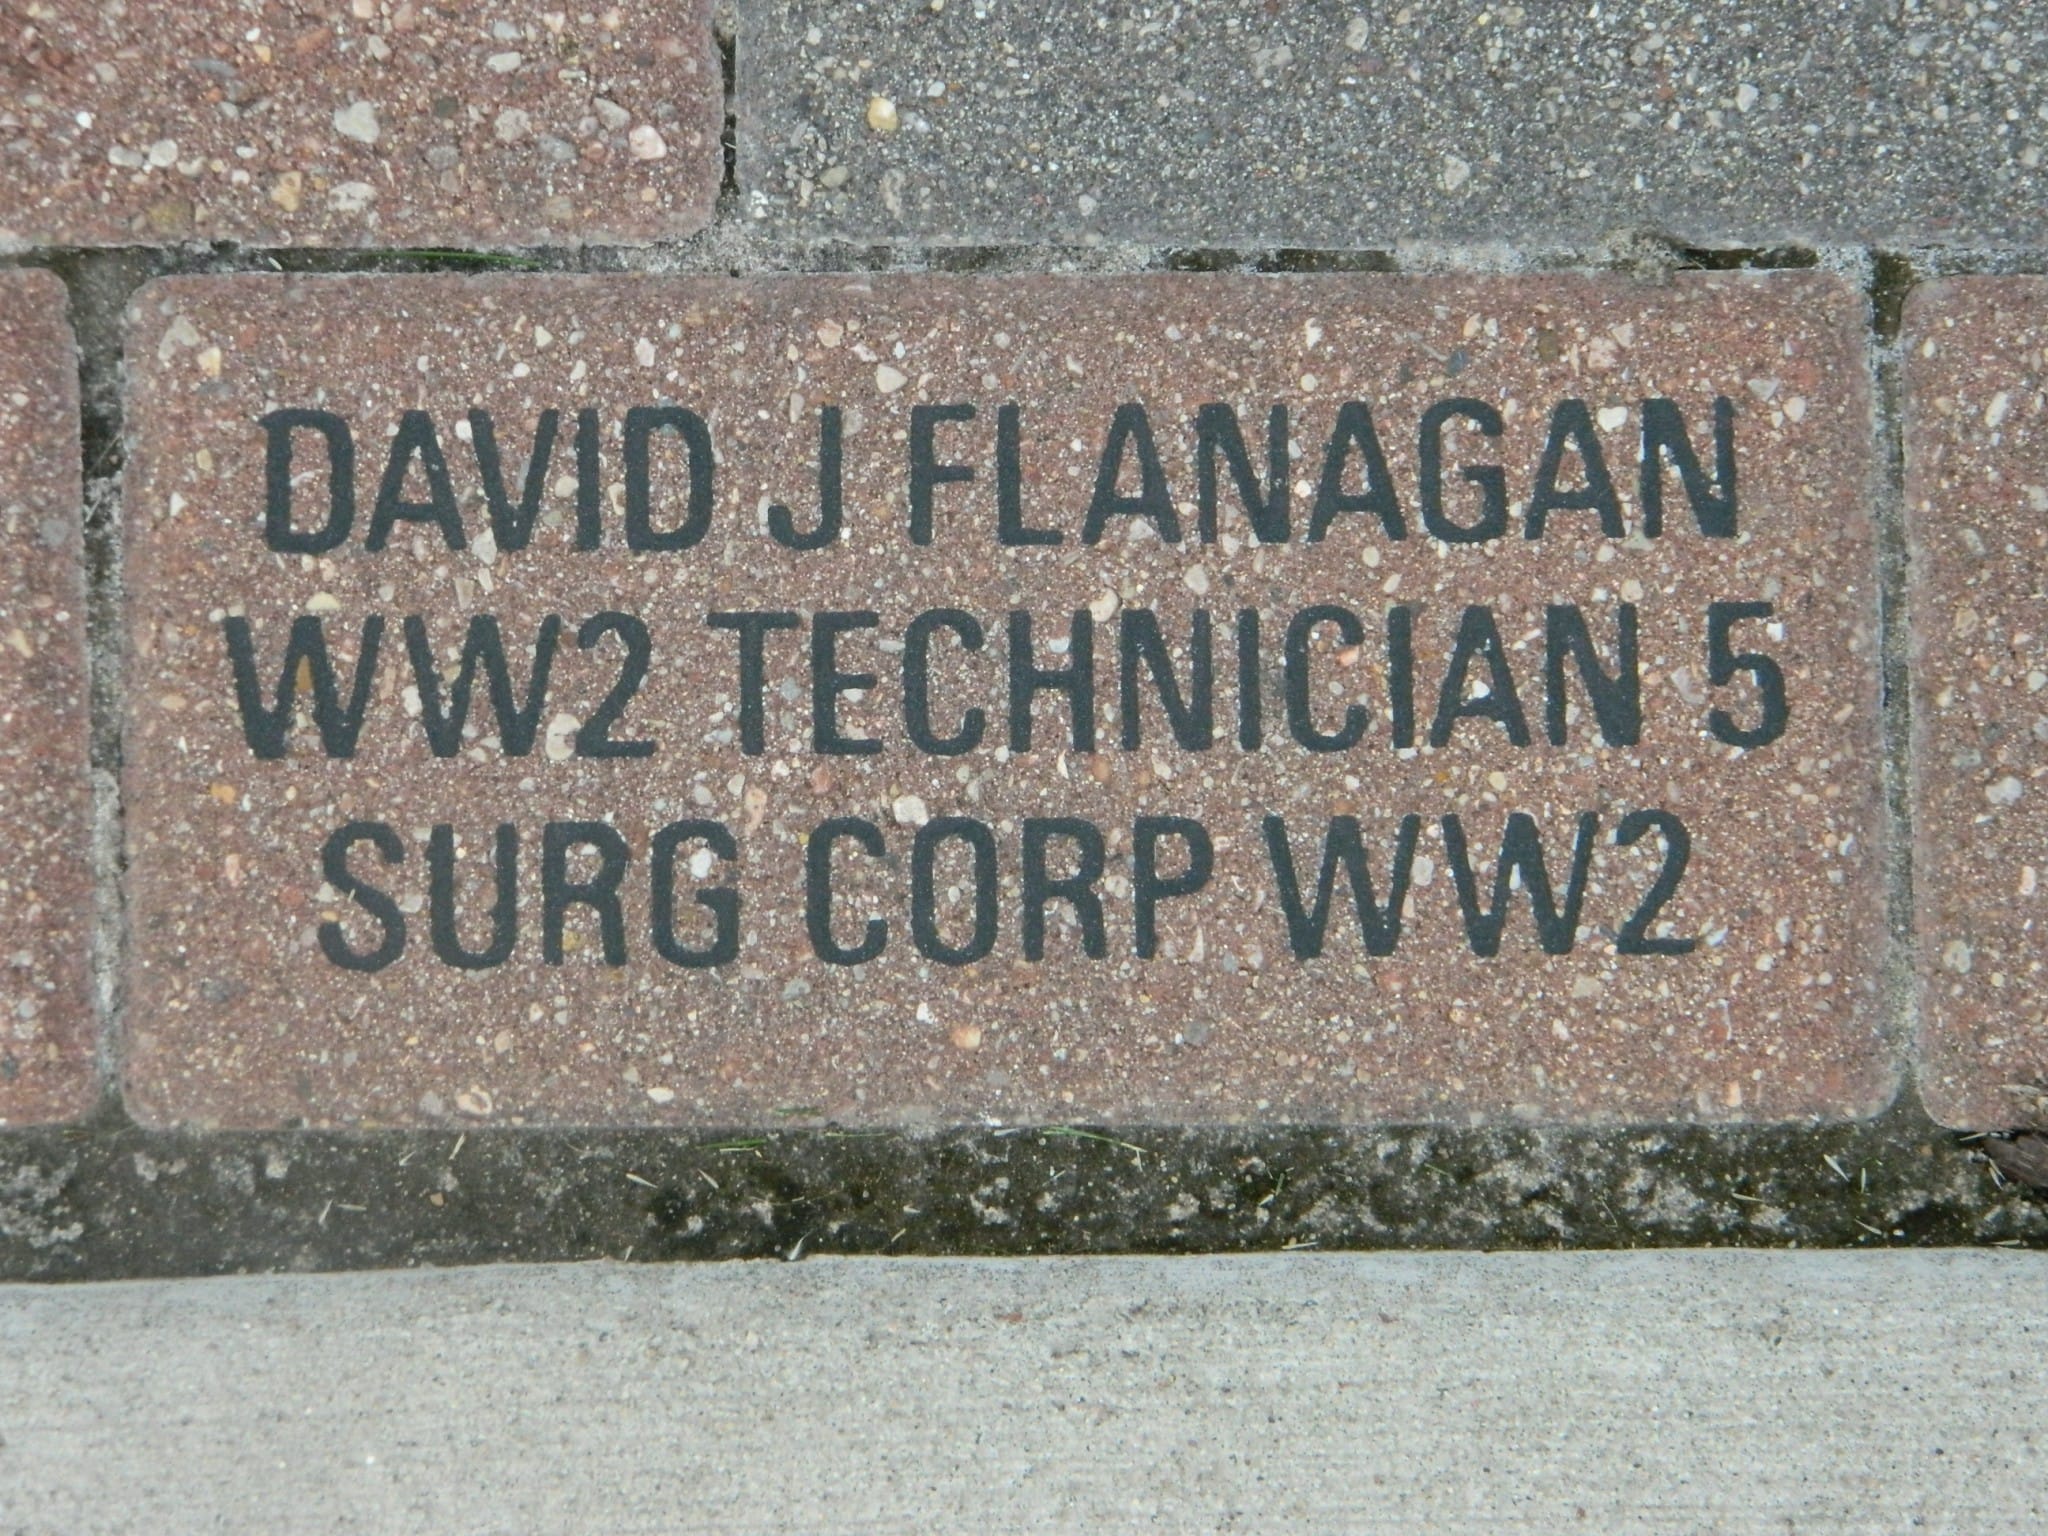 DAVID J FLANAGAN
WW2 TECHNICIAN 5
SURG CORP WW2